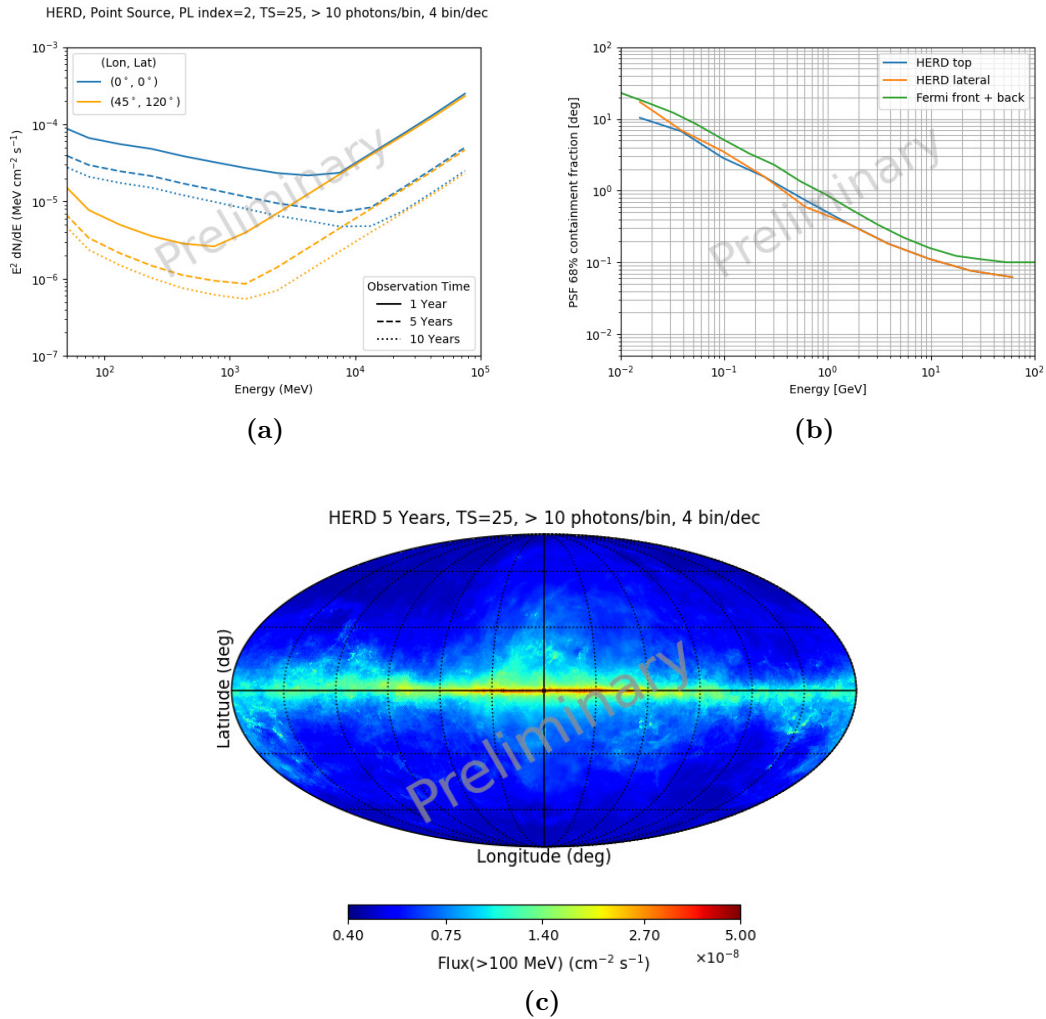 HERD, Point Source, PL index=2, TS=25, > 10 photons/bin, 4 bin/dec
10⁻³
10⁻⁴
10⁻⁵
10⁻⁶
10⁻⁷
E² dN/dE (MeV cm⁻² s⁻¹)
(Lon, Lat)
(0°, 0°)
(45°, 120°)
Preliminary
Observation Time
1 Year
5 Years
10 Years
10² 10³ 10⁴ 10⁵
Energy (MeV)
(a)
10²
10¹
10⁰
10⁻¹
10⁻²
PSF 68% containment fraction [deg]
HERD top
HERD lateral
Fermi front + back
Preliminary
10⁻² 10⁻¹ 10⁰ 10¹ 10²
Energy [GeV]
(b)
HERD 5 Years, TS=25, > 10 photons/bin, 4 bin/dec
Latitude (deg)
Preliminary
Longitude (deg)
0.40 0.75 1.40 2.70 5.00
×10⁻⁸
Flux(>100 MeV) (cm⁻² s⁻¹)
(c)